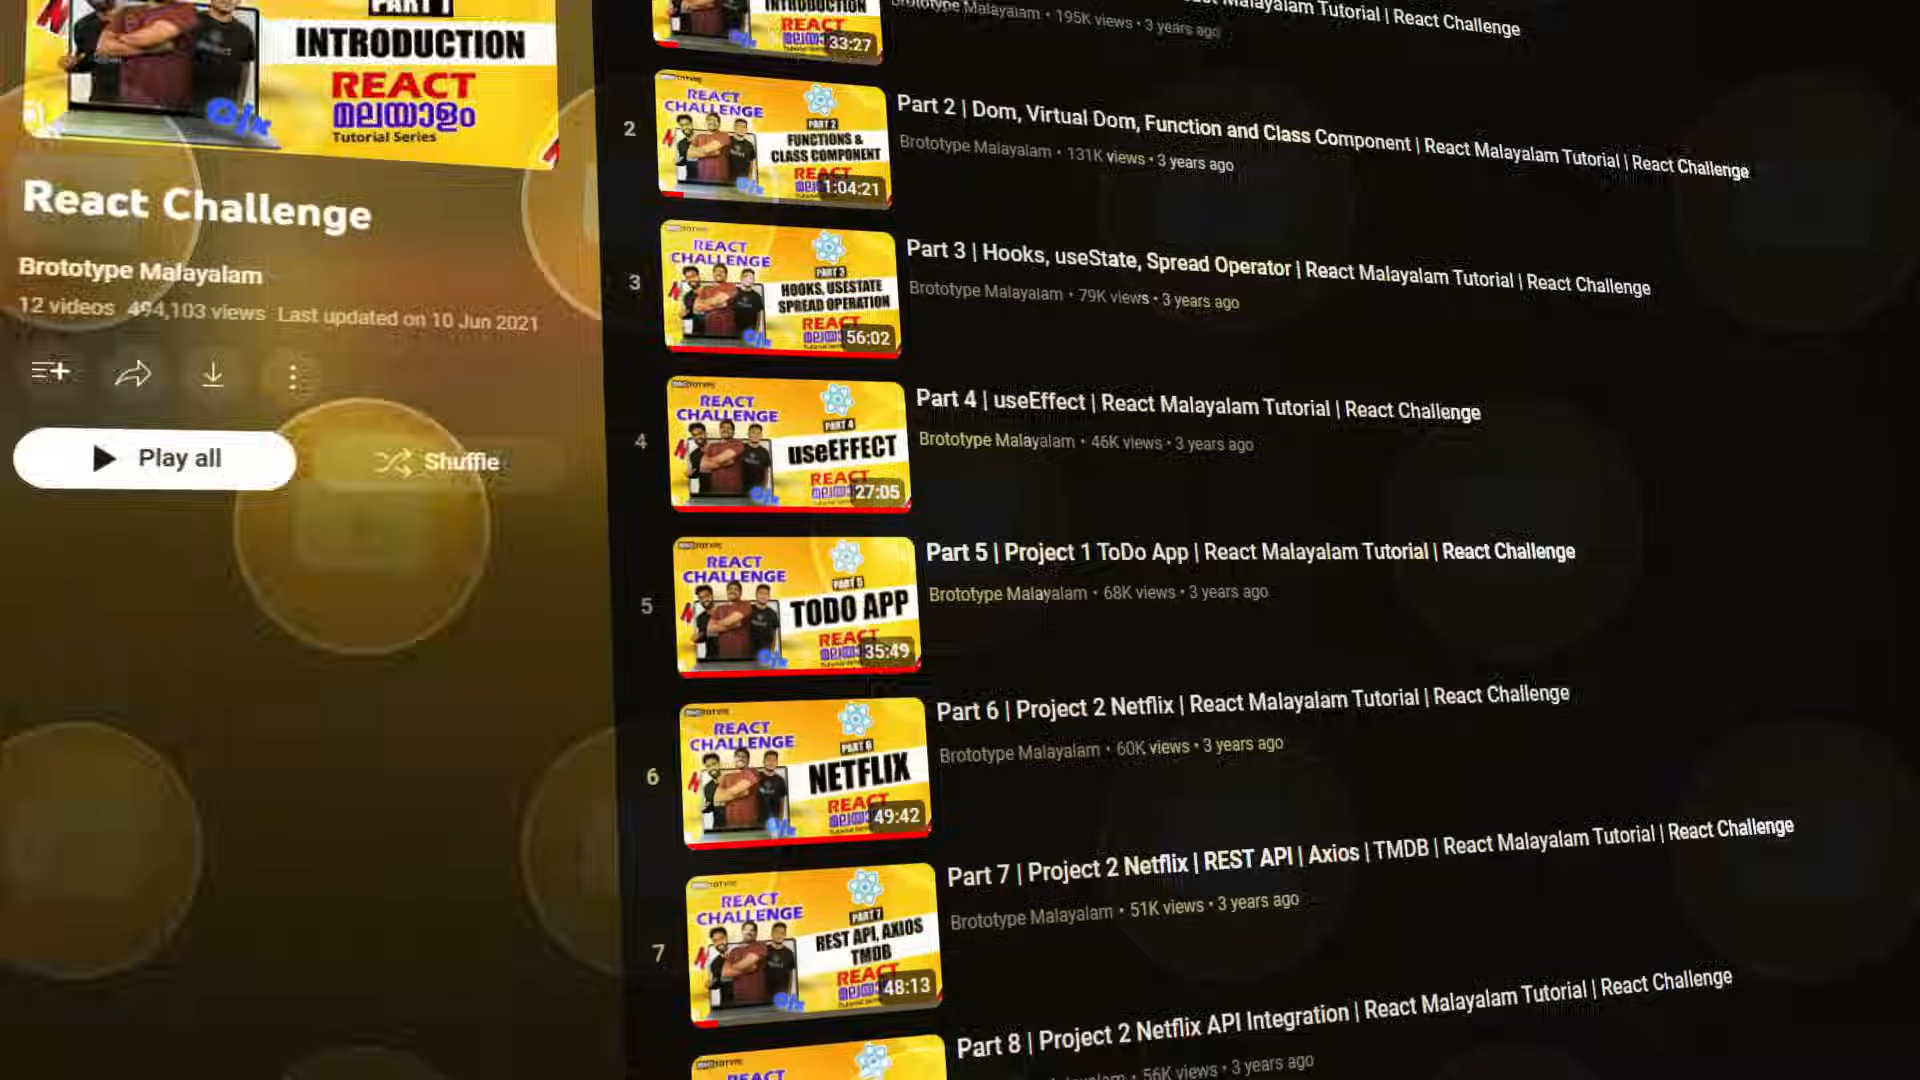 PART 1
INTRODUCTION
REACT
മലയാളം
Tutorial Series
React Challenge
Brototype Malayalam
12 videos 494,103 views Last updated on 10 Jun 2021
Play all
Shuffle
INTRODUCTION
REACT
33:27
Malayalam Tutorial | React Challenge
Brototype Malayalam • 195K views • 3 years ago
2
REACT
CHALLENGE
PART 2
FUNCTIONS &
CLASS COMPONENT
REACT
1:04:21
Part 2 | Dom, Virtual Dom, Function and Class Component | React Malayalam Tutorial | React Challenge
Brototype Malayalam • 131K views • 3 years ago
3
REACT
CHALLENGE
PART 3
HOOKS, USESTATE
SPREAD OPERATION
REACT
56:02
Part 3 | Hooks, useState, Spread Operator | React Malayalam Tutorial | React Challenge
Brototype Malayalam • 79K views • 3 years ago
4
REACT
CHALLENGE
PART 4
useEFFECT
REACT
27:05
Part 4 | useEffect | React Malayalam Tutorial | React Challenge
Brototype Malayalam • 46K views • 3 years ago
5
REACT
CHALLENGE
PART 5
TODO APP
REACT
35:49
Part 5 | Project 1 ToDo App | React Malayalam Tutorial | React Challenge
Brototype Malayalam • 68K views • 3 years ago
6
REACT
CHALLENGE
PART 6
NETFLIX
REACT
49:42
Part 6 | Project 2 Netflix | React Malayalam Tutorial | React Challenge
Brototype Malayalam • 60K views • 3 years ago
7
REACT
CHALLENGE
PART 7
REST API, AXIOS
TMDB
REACT
48:13
Part 7 | Project 2 Netflix | REST API | Axios | TMDB | React Malayalam Tutorial | React Challenge
Brototype Malayalam • 51K views • 3 years ago
REACT
Part 8 | Project 2 Netflix API Integration | React Malayalam Tutorial | React Challenge
56K views • 3 years ago